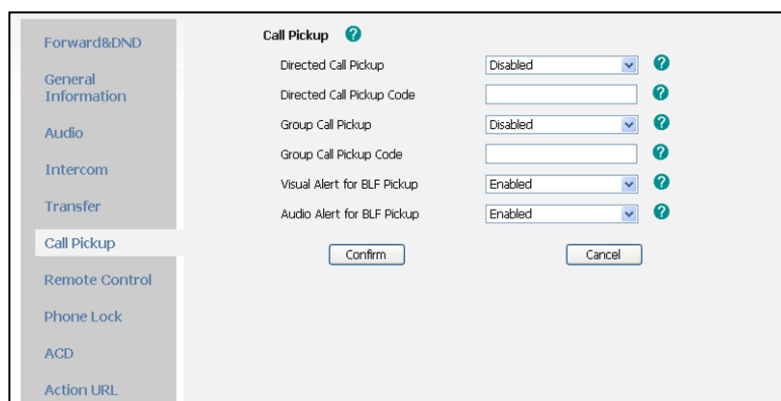 Forward&DND
General
Information
Audio
Intercom
Transfer
Call Pickup
Remote Control
Phone Lock
ACD
Action URL
Call Pickup ?
Directed Call Pickup Disabled ?
Directed Call Pickup Code ?
Group Call Pickup Disabled ?
Group Call Pickup Code ?
Visual Alert for BLF Pickup Enabled ?
Audio Alert for BLF Pickup Enabled ?
Confirm Cancel